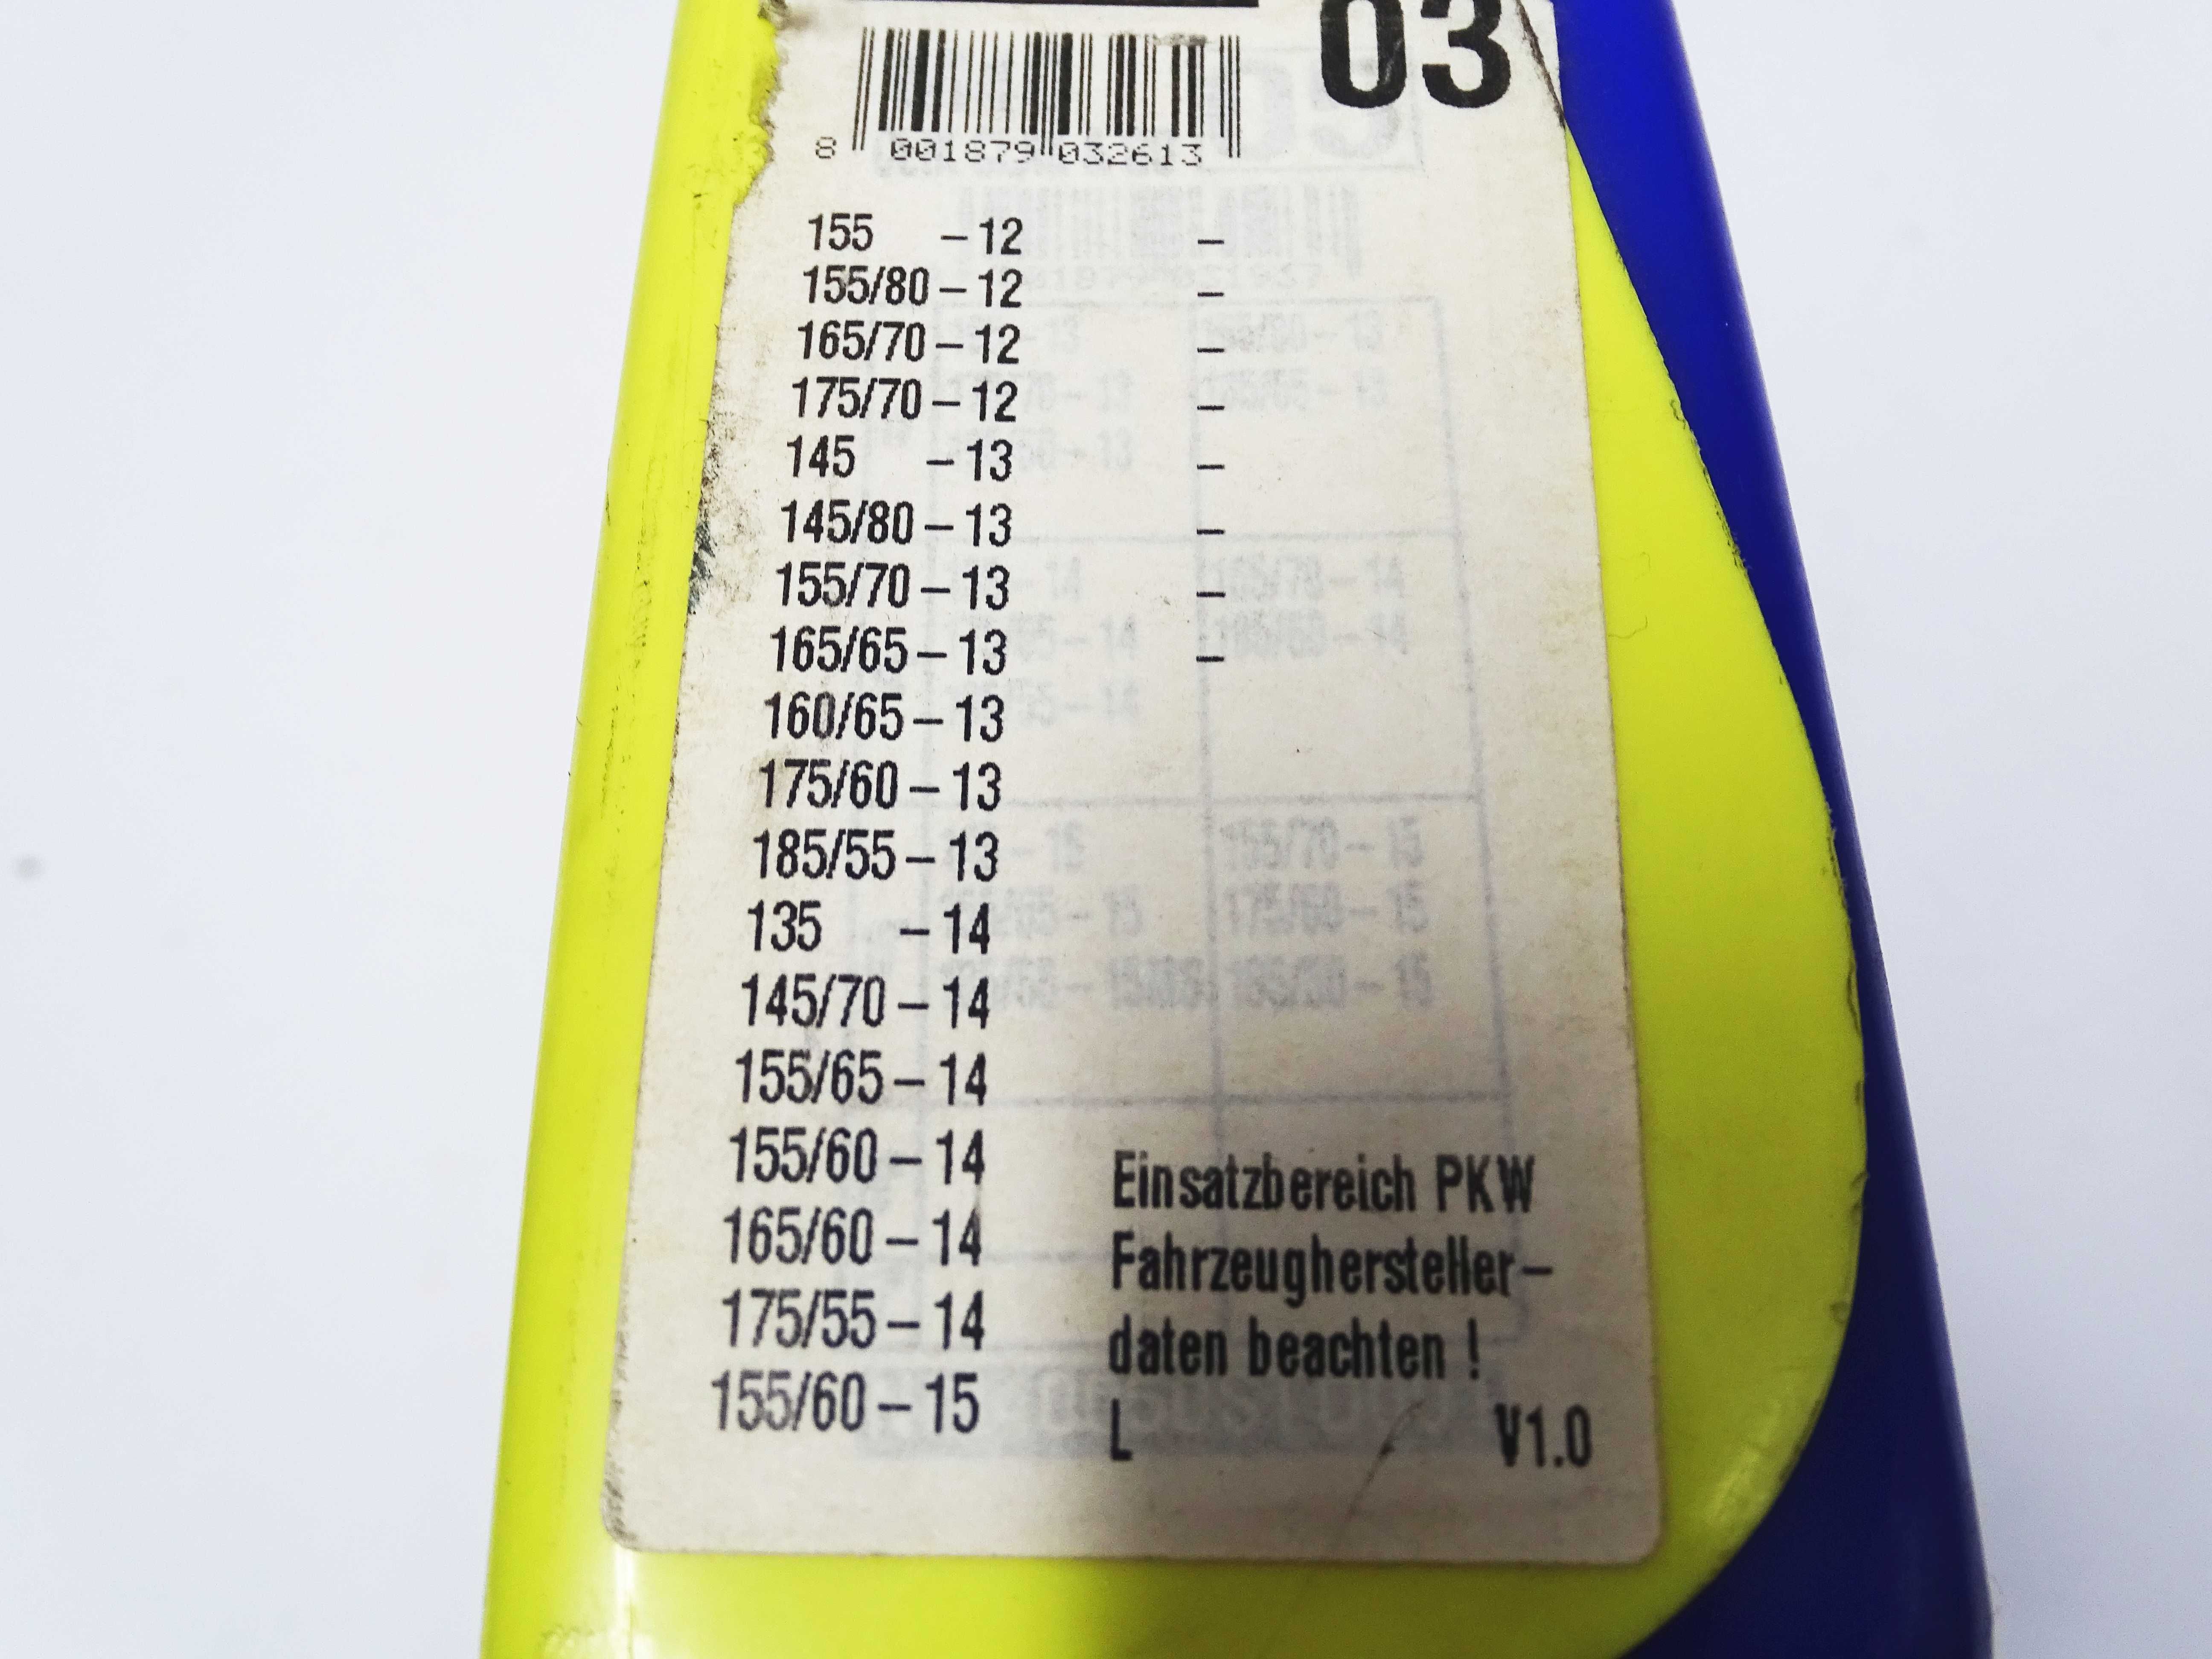 03
8 001879 032613
155 – 12 –
155/80 – 12 –
165/70 – 12 –
175/70 – 12 –
145 – 13 –
145/80 – 13 –
155/70 – 13 –
165/65 – 13 –
160/65 – 13
175/60 – 13
185/55 – 13
135 – 14
145/70 – 14
155/65 – 14
155/60 – 14
165/60 – 14
175/55 – 14
155/60 – 15
Einsatzbereich PKW
Fahrzeughersteller–
daten beachten !
L V1.0